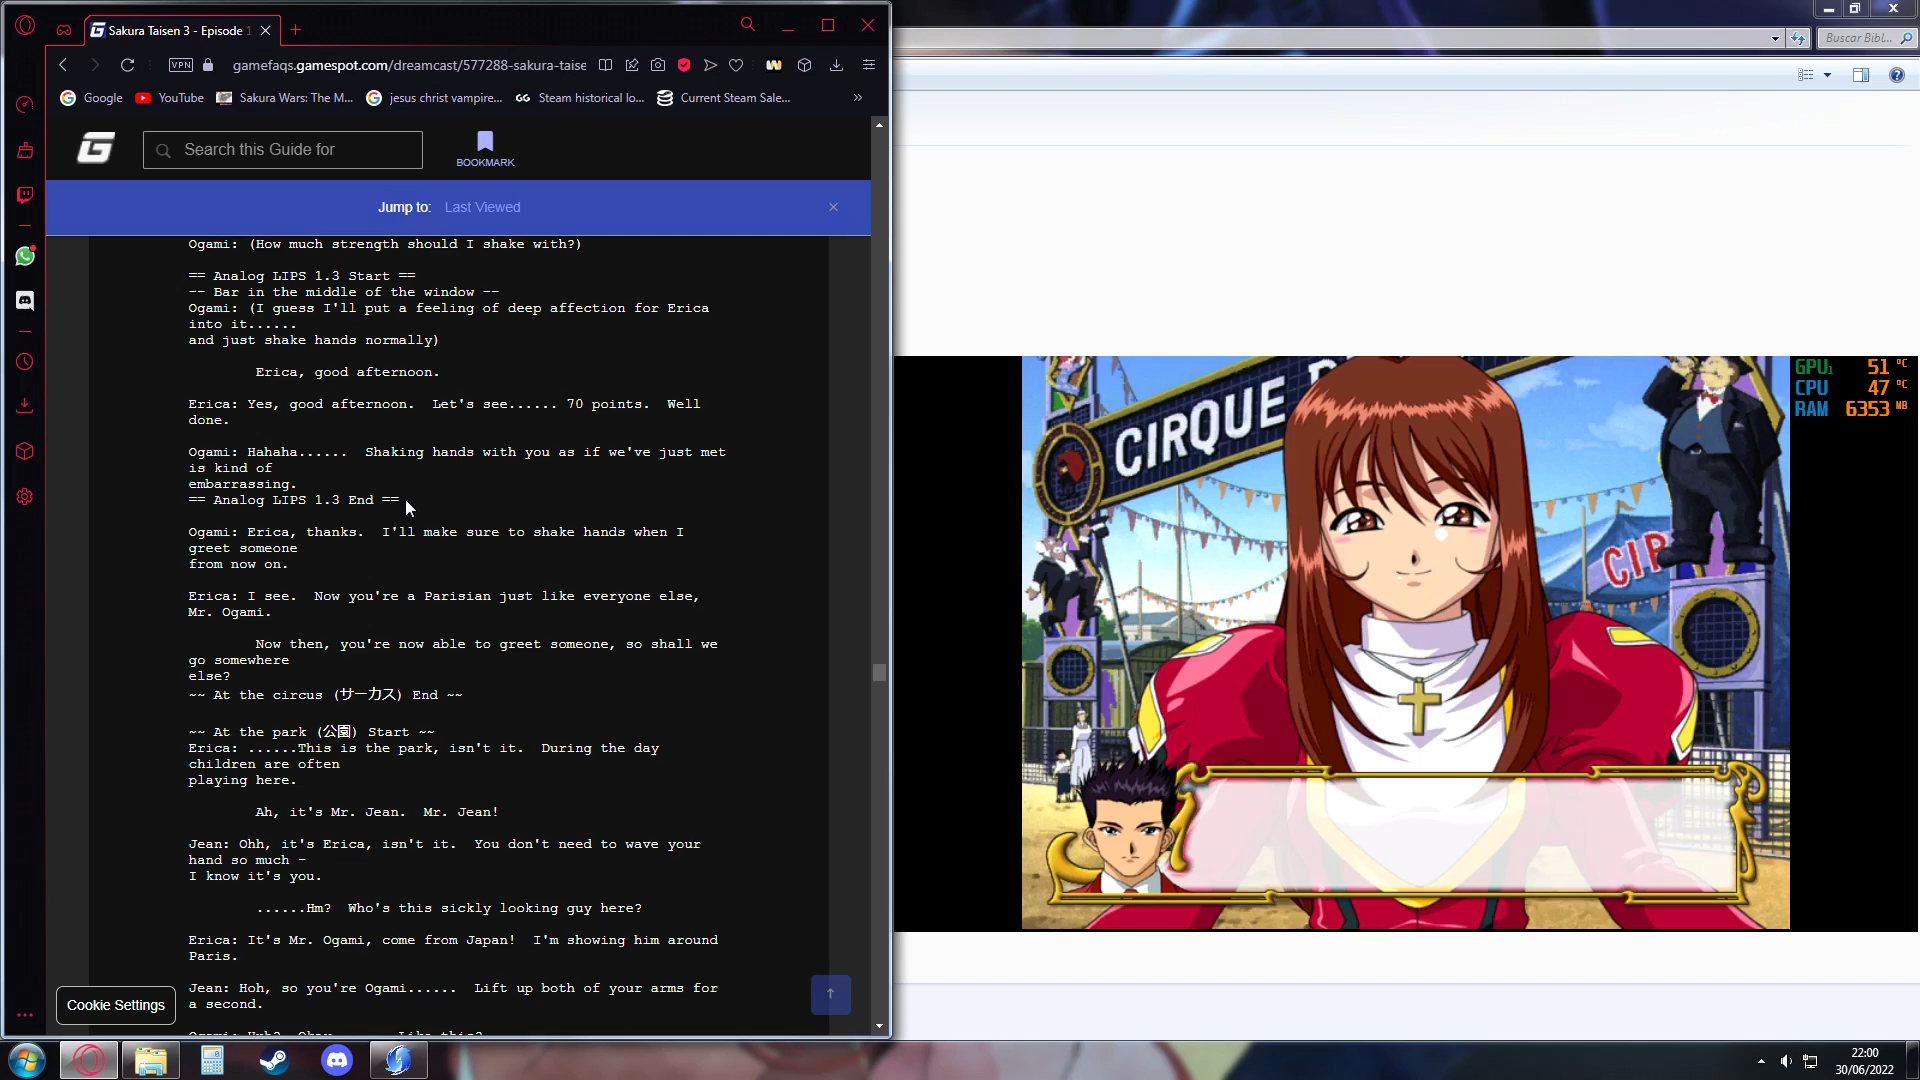 Sakura Taisen 3 - Episode 1
VPN
gamefaqs.gamespot.com/dreamcast/577288-sakura-taise
Google
YouTube
Sakura Wars: The M...
jesus christ vampire...
GG
Steam historical lo...
Current Steam Sale...
»
Search this Guide for
BOOKMARK
Jump to: Last Viewed
Ogami: (How much strength should I shake with?)
== Analog LIPS 1.3 Start ==
-- Bar in the middle of the window --
Ogami: (I guess I'll put a feeling of deep affection for Erica
into it......
and just shake hands normally)
Erica, good afternoon.
Erica: Yes, good afternoon.  Let's see...... 70 points.  Well
done.
Ogami: Hahaha......  Shaking hands with you as if we've just met
is kind of
embarrassing.
== Analog LIPS 1.3 End ==
Ogami: Erica, thanks.  I'll make sure to shake hands when I
greet someone
from now on.
Erica: I see.  Now you're a Parisian just like everyone else,
Mr. Ogami.
Now then, you're now able to greet someone, so shall we
go somewhere
else?
~~ At the circus (サーカス) End ~~
~~ At the park (公園) Start ~~
Erica: ......This is the park, isn't it.  During the day
children are often
playing here.
Ah, it's Mr. Jean.  Mr. Jean!
Jean: Ohh, it's Erica, isn't it.  You don't need to wave your
hand so much -
I know it's you.
......Hm?  Who's this sickly looking guy here?
Erica: It's Mr. Ogami, come from Japan!  I'm showing him around
Paris.
Jean: Hoh, so you're Ogami......  Lift up both of your arms for
a second.
Cookie Settings
Buscar Bibl...
CIRQUE
CIR
GPU1 51 °C
CPU 47 °C
RAM 6353 MB
22:00
30/06/2022